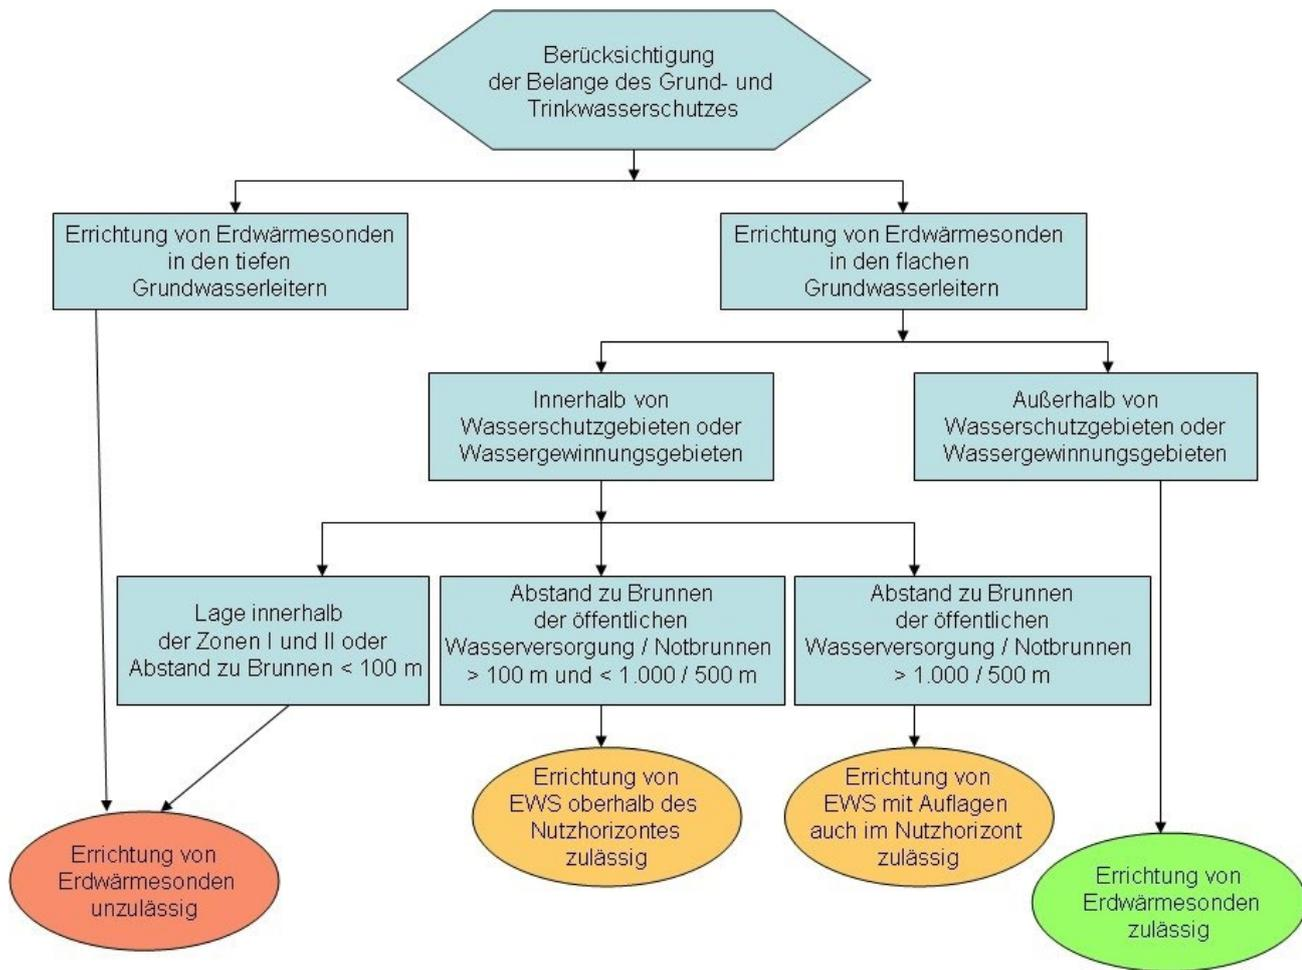 Berücksichtigung
der Belange des Grund- und
Trinkwasserschutzes
Errichtung von Erdwärmesonden
in den tiefen
Grundwasserleitern
Errichtung von Erdwärmesonden
in den flachen
Grundwasserleitern
Innerhalb von
Wasserschutzgebieten oder
Wassergewinnungsgebieten
Außerhalb von
Wasserschutzgebieten oder
Wassergewinnungsgebieten
Lage innerhalb
der Zonen I und II oder
Abstand zu Brunnen < 100 m
Abstand zu Brunnen
der öffentlichen
Wasserversorgung / Notbrunnen
> 100 m und < 1.000 / 500 m
Abstand zu Brunnen
der öffentlichen
Wasserversorgung / Notbrunnen
> 1.000 / 500 m
Errichtung von
Erdwärmesonden
unzulässig
Errichtung von
EWS oberhalb des
Nutzhorizontes
zulässig
Errichtung von
EWS mit Auflagen
auch im Nutzhorizont
zulässig
Errichtung von
Erdwärmesonden
zulässig